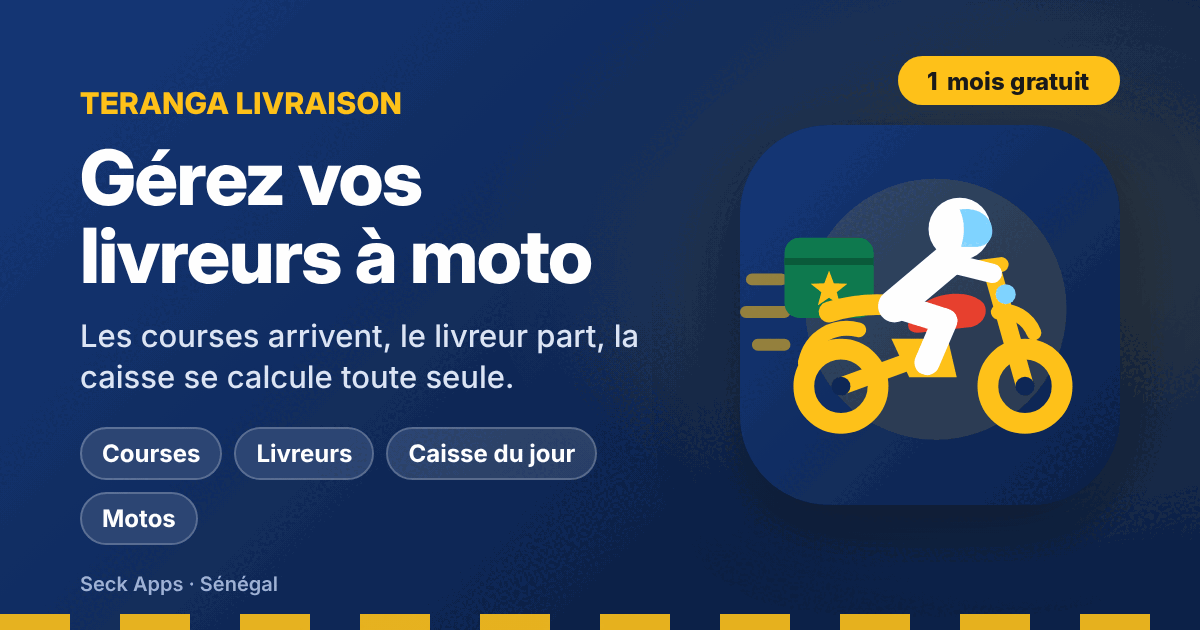 1 mois gratuit
TERANGA LIVRAISON
Gérez vos
livreurs à moto
Les courses arrivent, le livreur part, la
caisse se calcule toute seule.
Courses
Livreurs
Caisse du jour
Motos
Seck Apps · Sénégal